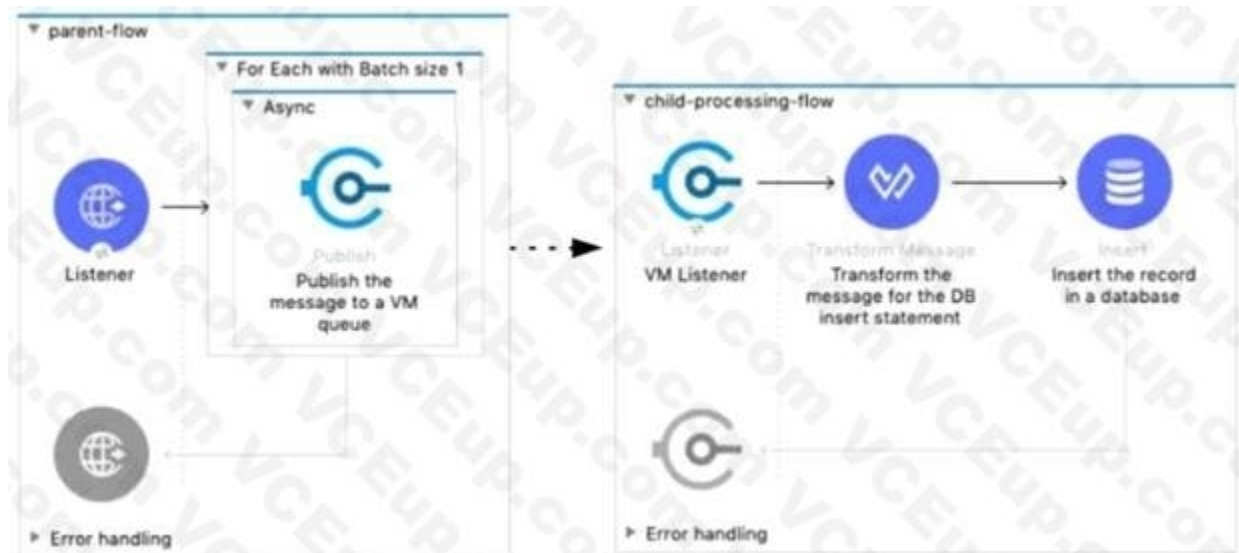 parent-flow
For Each with Batch size 1
Async
Listener
Publish
Publish the
message to a VM
queue
Error handling
child-processing-flow
Listener
VM Listener
Transform Message
Transform the
message for the DB
insert statement
Insert
Insert the record
in a database
Error handling
VCEup.com